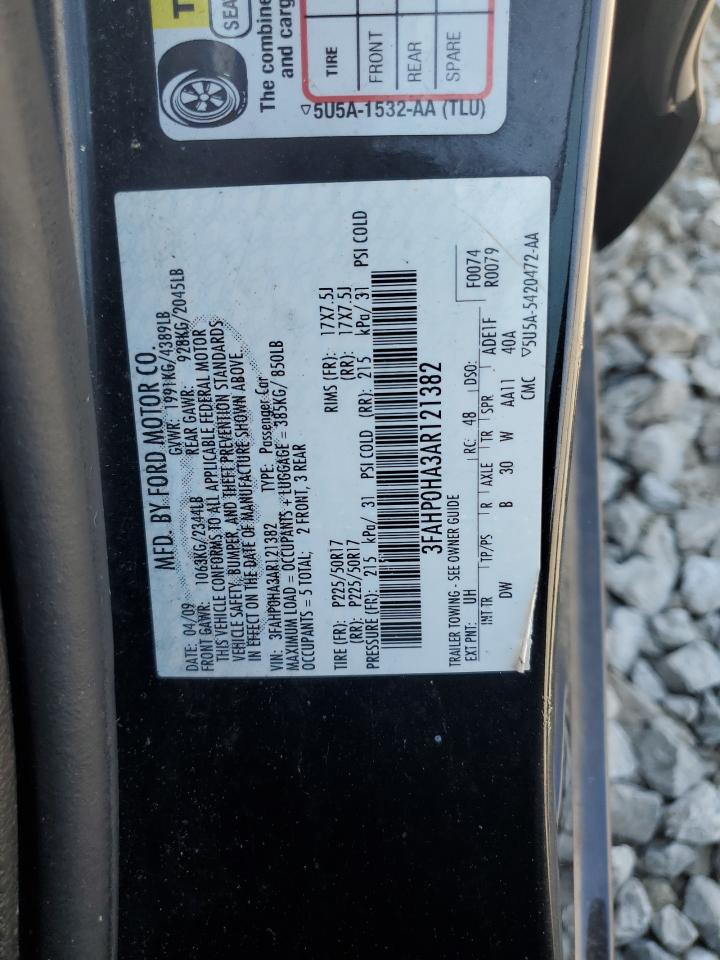 T
SEA
The combine
and carg
TIRE
FRONT
REAR
SPARE
▽5U5A-1532-AA (TLU)
MFD. BY FORD MOTOR CO.
DATE: 04/09 GVWR: 1991KG/4389LB
FRONT GAWR: 1063KG/2344LB REAR GAWR: 928KG/2045LB
THIS VEHICLE CONFORMS TO ALL APPLICABLE FEDERAL MOTOR
VEHICLE SAFETY, BUMPER, AND THEFT PREVENTION STANDARDS
IN EFFECT ON THE DATE OF MANUFACTURE SHOWN ABOVE.
VIN: 3FAHP0HA3AR121382 TYPE: Passenger Car
MAXIMUM LOAD = OCCUPANTS + LUGGAGE = 385KG/ 850LB
OCCUPANTS = 5 TOTAL; 2 FRONT, 3 REAR
TIRE (FR): P225/50R17 RIMS (FR): 17X7.5J
(RR): P225/50R17 (RR): 17X7.5J
PRESSURE (FR): 215 kPa/ 31 PSI COLD (RR): 215 kPa/ 31 PSI COLD
3FAHP0HA3AR121382
TRAILER TOWING - SEE OWNER GUIDE F0074
EXT PNT: UH RC: 48 DSO: R0079
INT TR TP/PS R AXLE TR SPR ADE1F
DW B 30 W AA11 40A
CMC ▽5U5A-5420472-AA